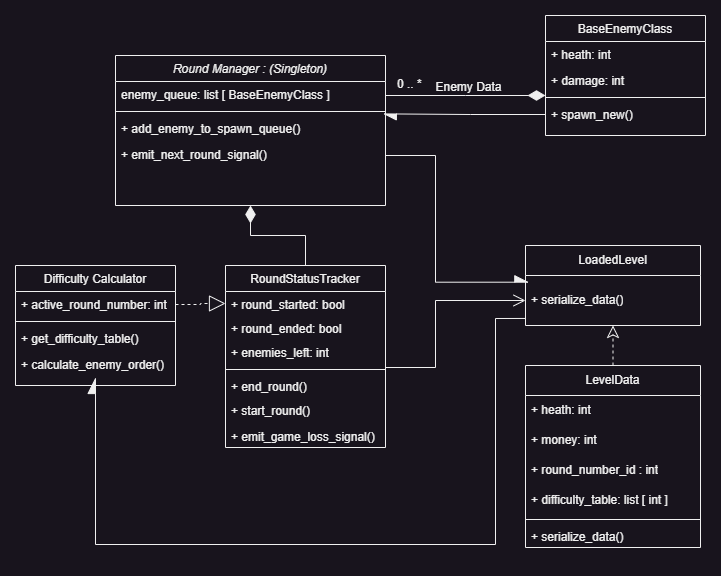 BaseEnemyClass
+ heath: int
+ damage: int
+ spawn_new()
Round Manager : (Singleton)
enemy_queue: list [ BaseEnemyClass ]
+ add_enemy_to_spawn_queue()
+ emit_next_round_signal()
0 .. *
Enemy Data
Difficulty Calculator
+ active_round_number: int
+ get_difficulty_table()
+ calculate_enemy_order()
RoundStatusTracker
+ round_started: bool
+ round_ended: bool
+ enemies_left: int
+ end_round()
+ start_round()
+ emit_game_loss_signal()
LoadedLevel
+ serialize_data()
LevelData
+ heath: int
+ money: int
+ round_number_id : int
+ difficulty_table: list [ int ]
+ serialize_data()